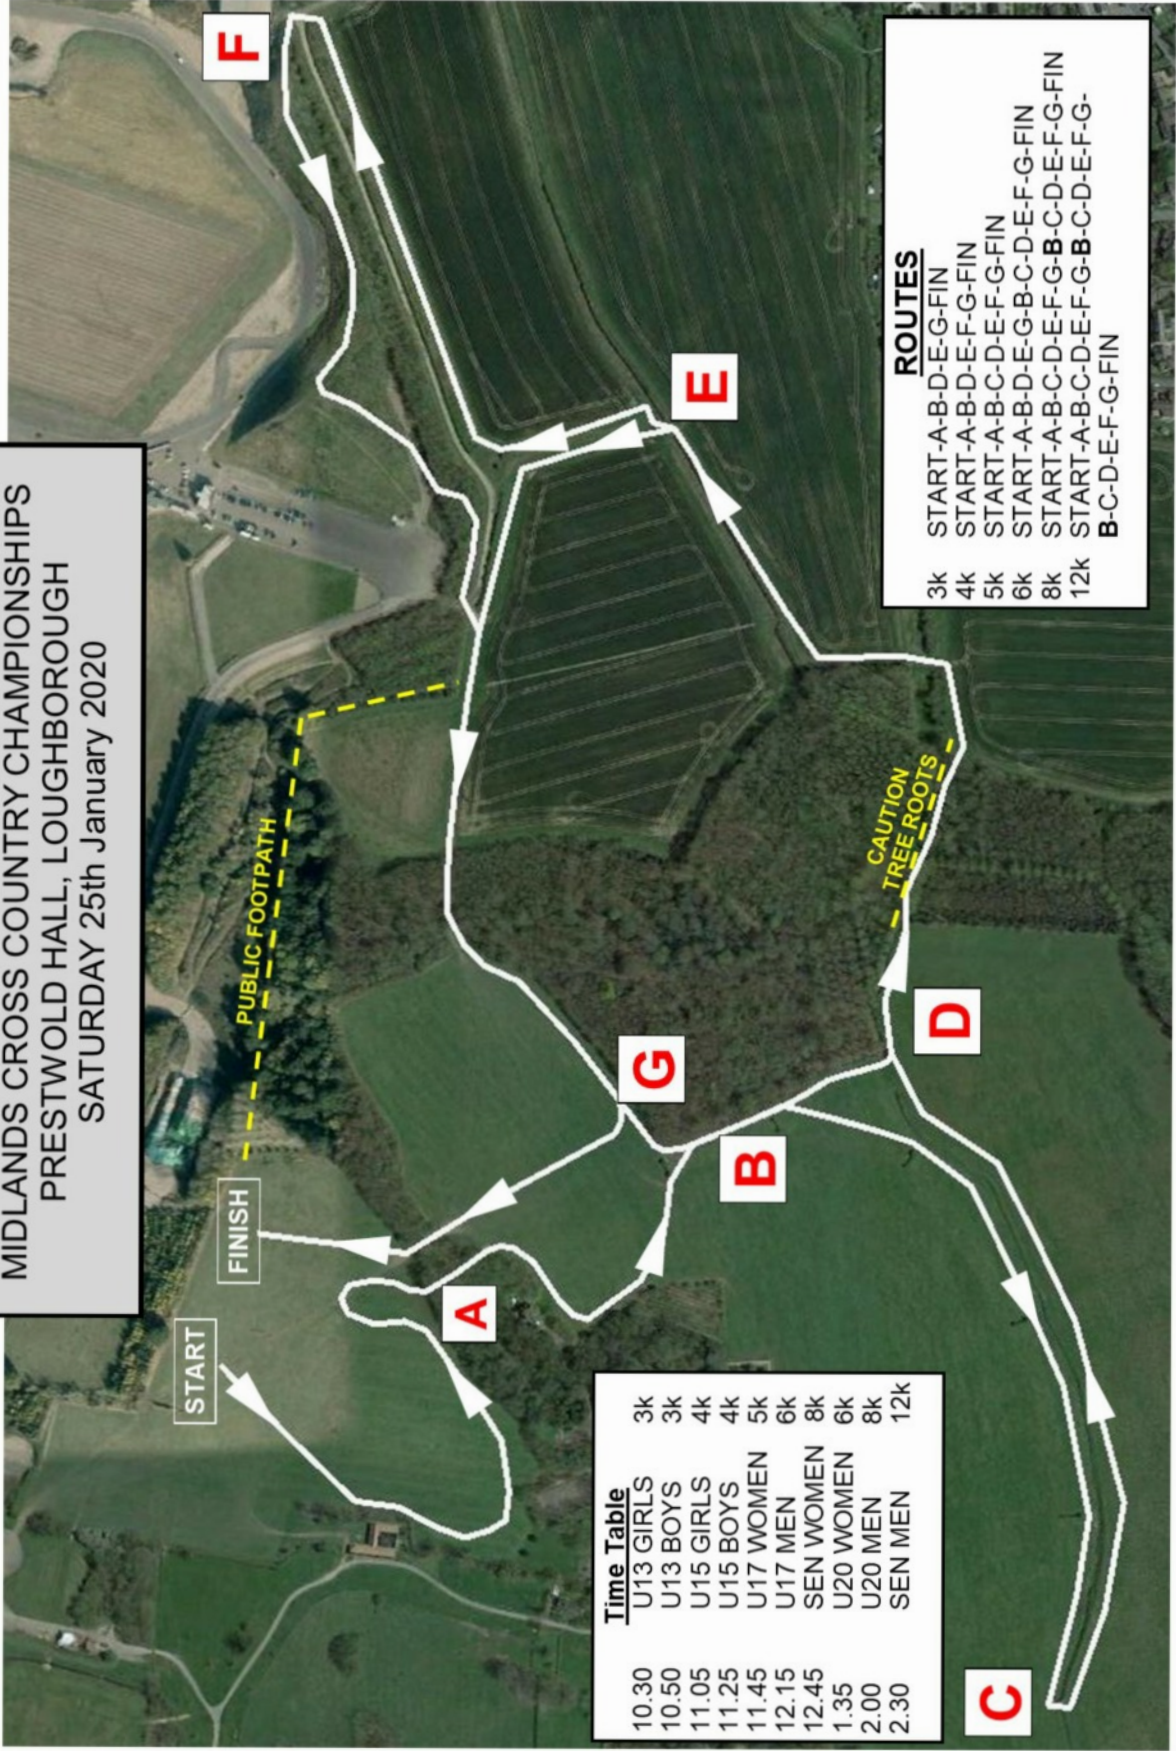 MIDLANDS CROSS COUNTRY CHAMPIONSHIPS
PRESTWOLD HALL, LOUGHBOROUGH
SATURDAY 25th January 2020
START
FINISH
PUBLIC FOOTPATH
F
A
G
E
B
D
CAUTION
TREE ROOTS
C
Time Table
10.30 U13 GIRLS 3k
10.50 U13 BOYS 3k
11.05 U15 GIRLS 4k
11.25 U15 BOYS 4k
11.45 U17 WOMEN 5k
12.15 U17 MEN 6k
12.45 SEN WOMEN 8k
1.35 U20 WOMEN 6k
2.00 U20 MEN 8k
2.30 SEN MEN 12k
ROUTES
3k START-A-B-D-E-G-FIN
4k START-A-B-D-E-F-G-FIN
5k START-A-B-C-D-E-F-G-FIN
6k START-A-B-D-E-G-B-C-D-E-F-G-FIN
8k START-A-B-C-D-E-F-G-B-C-D-E-F-G-FIN
12k START-A-B-C-D-E-F-G-B-C-D-E-F-G-
B-C-D-E-F-G-FIN